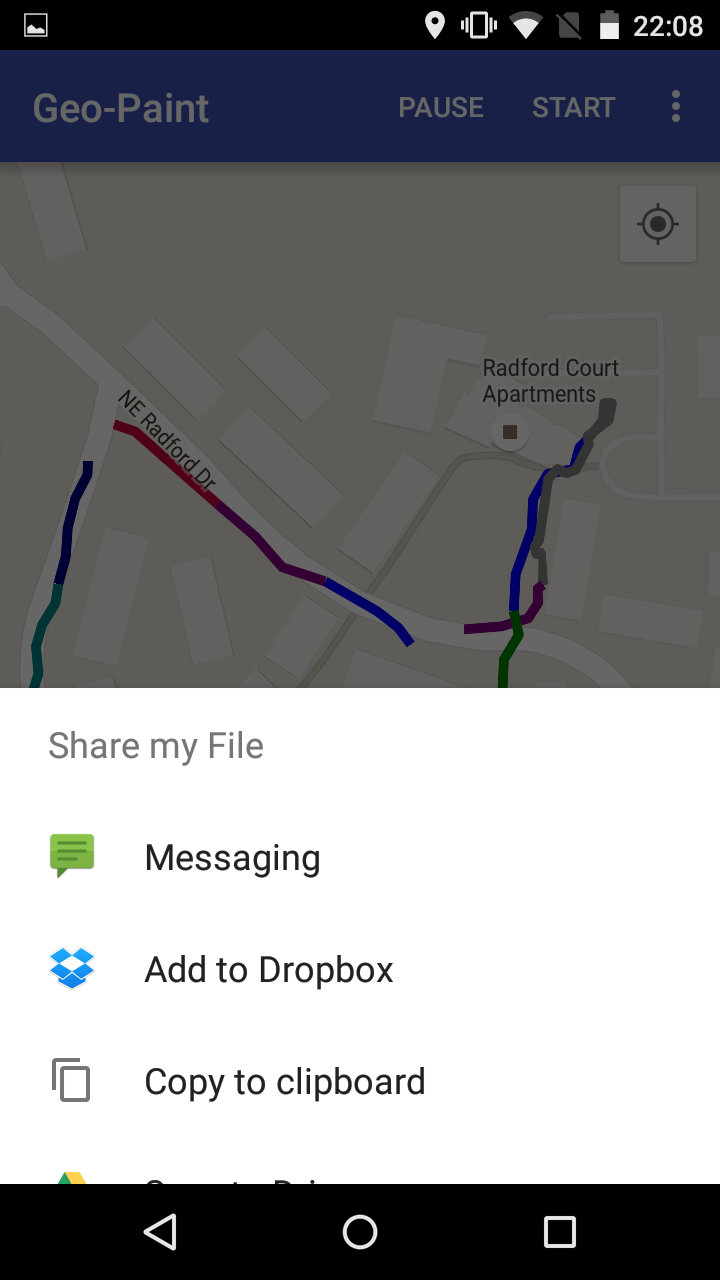 22:08
Geo-Paint PAUSE START
Radford Court
Apartments
NE Radford Dr
Share my File
Messaging
Add to Dropbox
Copy to clipboard